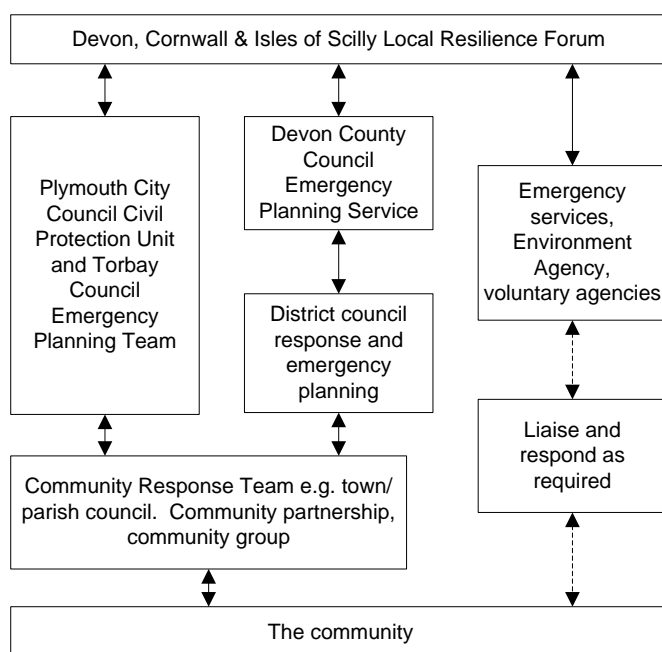 Devon, Cornwall & Isles of Scilly Local Resilience Forum
Plymouth City
Council Civil
Protection Unit
and Torbay
Council
Emergency
Planning Team
Devon County
Council
Emergency
Planning Service
District council
response and
emergency
planning
Emergency
services,
Environment
Agency,
voluntary agencies
Liaise and
respond as
required
Community Response Team e.g. town/
parish council.  Community partnership,
community group
The community